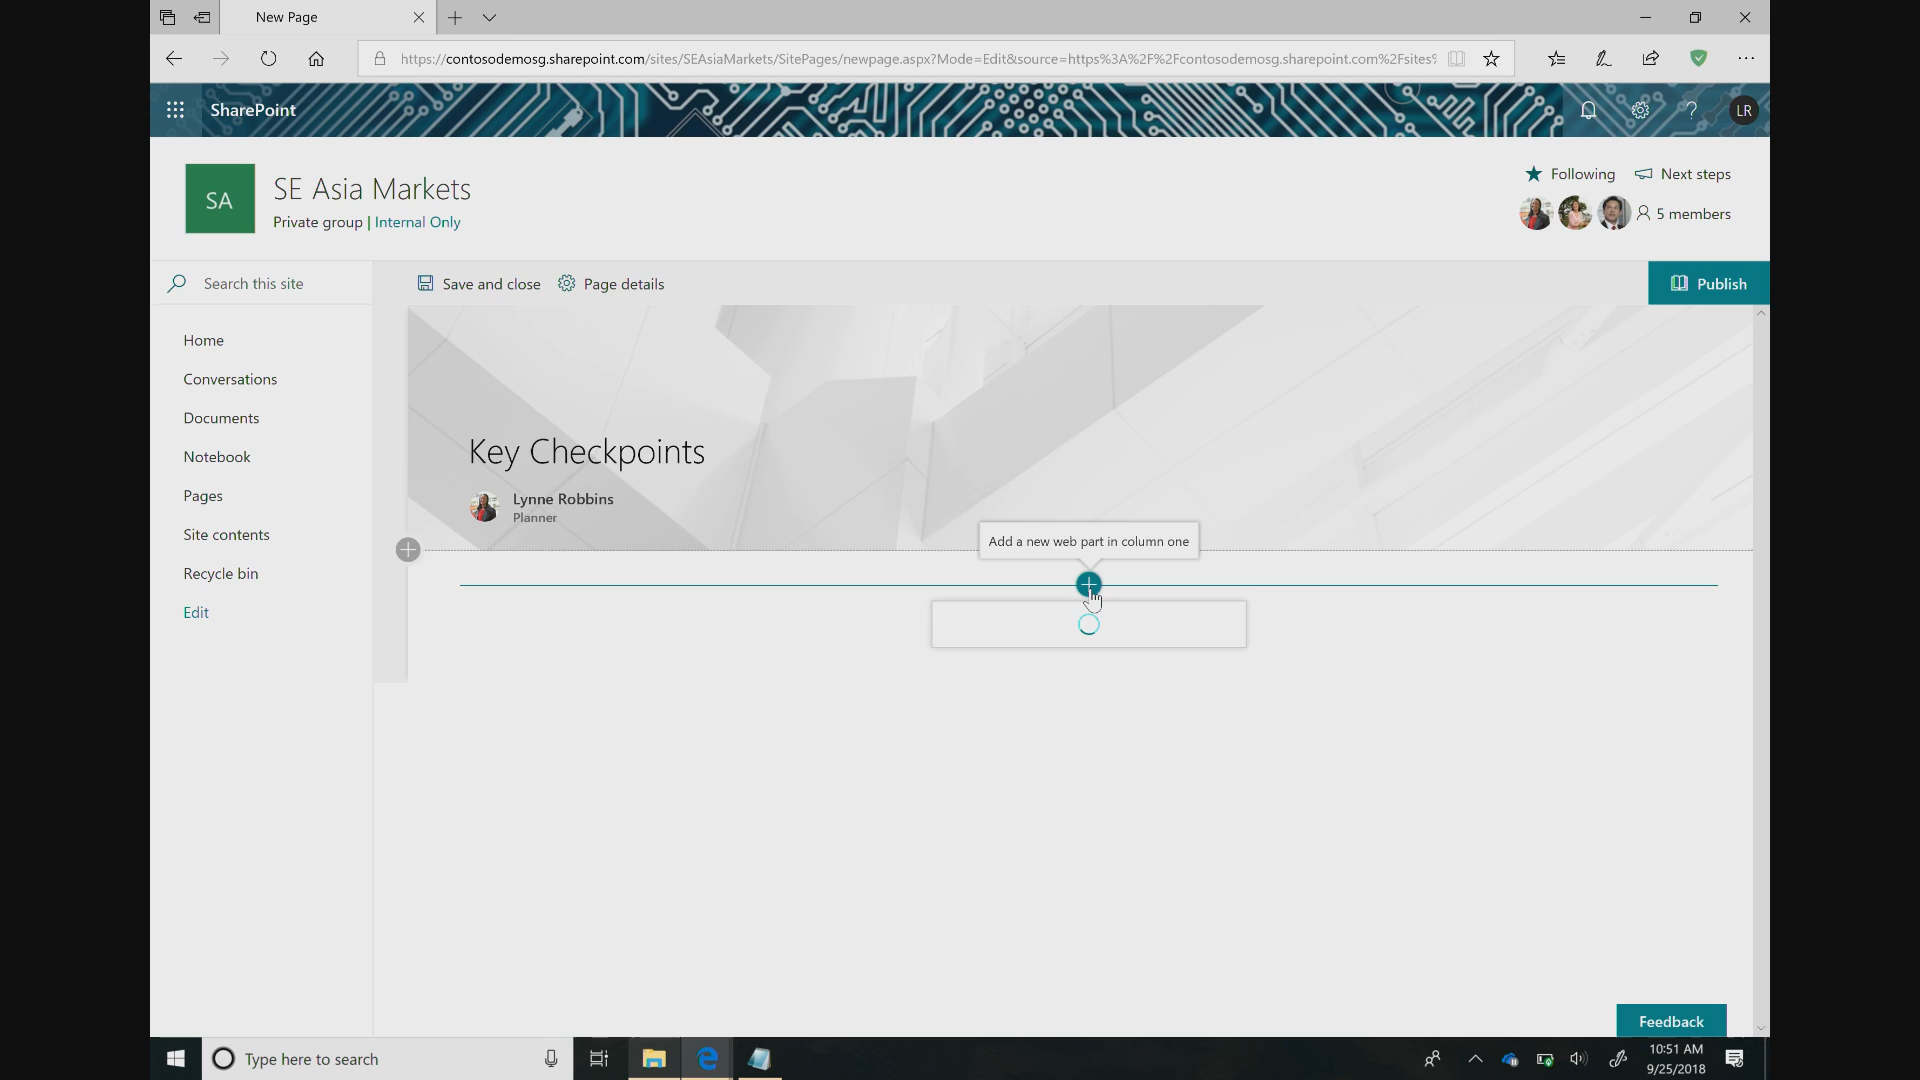 New Page
https://contosodemosg.sharepoint.com/sites/SEAsiaMarkets/SitePages/newpage.aspx?Mode=Edit&source=https%3A%2F%2Fcontosodemosg.sharepoint.com%2Fsites%
SharePoint
LR
SA
SE Asia Markets
Private group | Internal Only
Following
Next steps
5 members
Search this site
Save and close
Page details
Publish
Home
Conversations
Documents
Notebook
Pages
Site contents
Recycle bin
Edit
Key Checkpoints
Lynne Robbins
Planner
Add a new web part in column one
Feedback
Type here to search
10:51 AM
9/25/2018